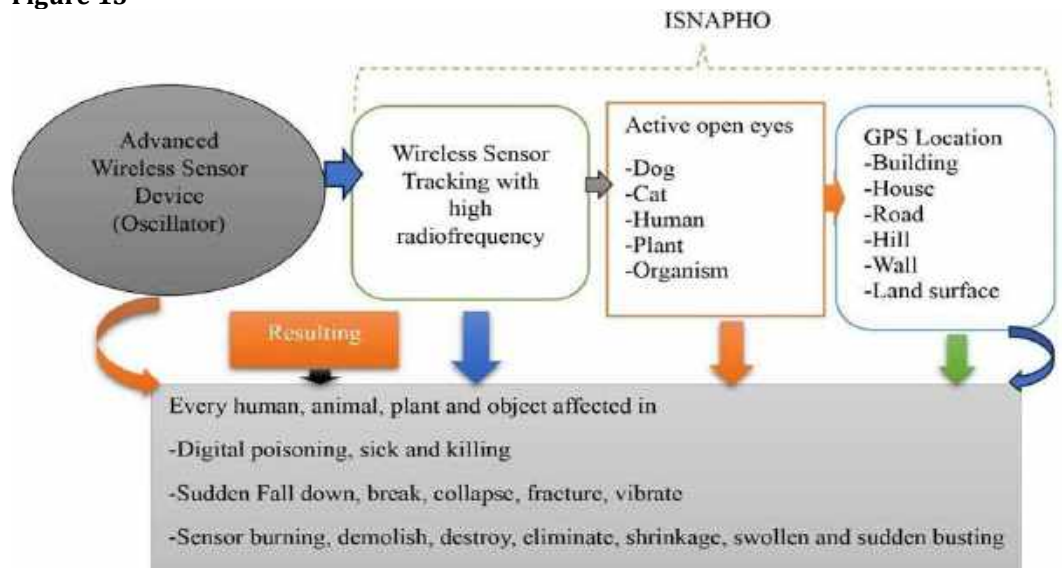 Figure 13
ISNAPHO
Advanced
Wireless Sensor
Device
(Oscillator)
Wireless Sensor
Tracking with
high
radiofrequency
Active open eyes
-Dog
-Cat
-Human
-Plant
-Organism
GPS Location
-Building
-House
-Road
-Hill
-Wall
-Land surface
Resulting
Every human, animal, plant and object affected in
-Digital poisoning, sick and killing
-Sudden Fall down, break, collapse, fracture, vibrate
-Sensor burning, demolish, destroy, eliminate, shrinkage, swollen and sudden busting